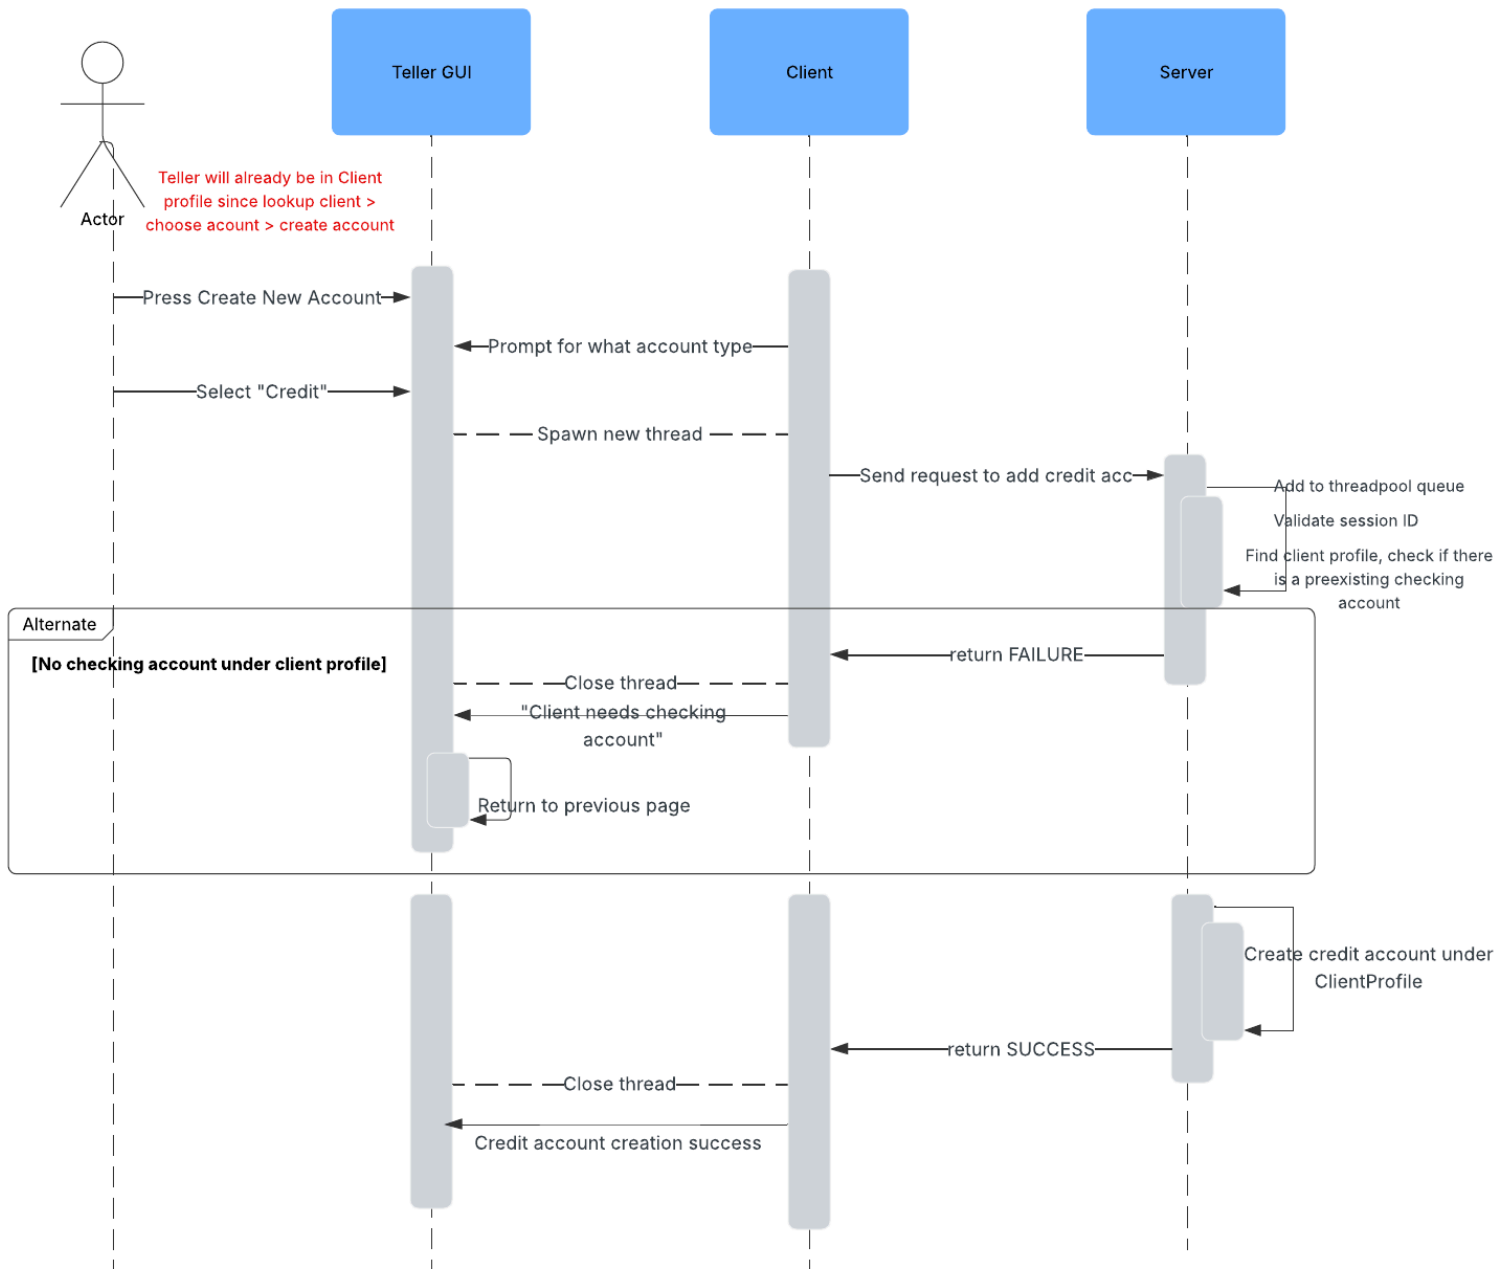 Teller GUI
Client
Server
Actor
Teller will already be in Client
profile since lookup client >
choose acount > create account
Press Create New Account
Prompt for what account type
Select "Credit"
Spawn new thread
Send request to add credit acc
Add to threadpool queue
Validate session ID
Find client profile, check if there
is a preexisting checking
account
Alternate
[No checking account under client profile]
return FAILURE
Close thread
"Client needs checking
account"
Return to previous page
Create credit account under
ClientProfile
return SUCCESS
Close thread
Credit account creation success